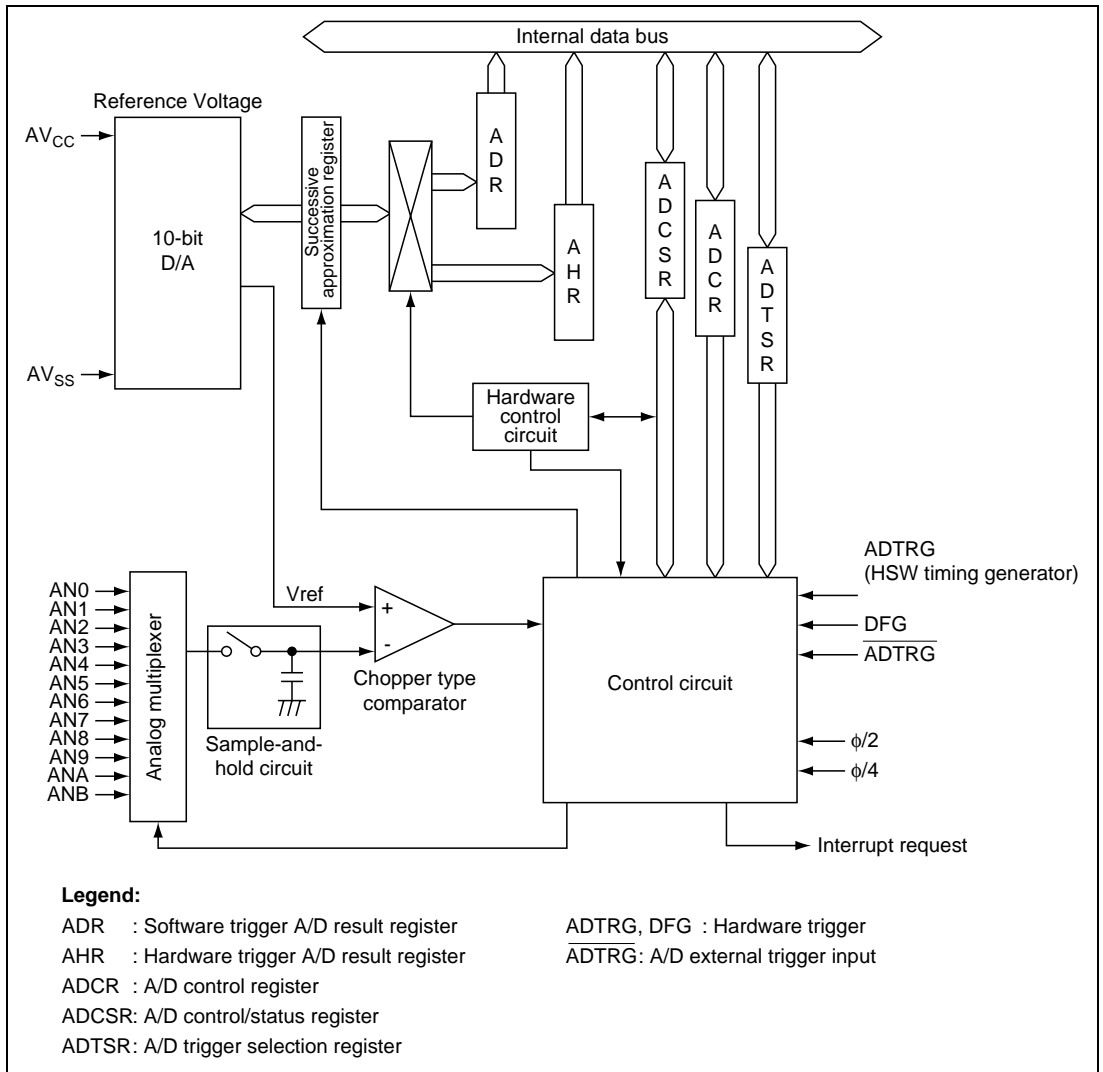 Internal data bus
Reference Voltage
AVCC
AVSS
10-bit
D/A
Successive
approximation register
ADR
AHR
ADCSR
ADCR
ADTSR
Hardware
control
circuit
Vref
+
-
Chopper type
comparator
AN0
AN1
AN2
AN3
AN4
AN5
AN6
AN7
AN8
AN9
ANA
ANB
Analog multiplexer
Sample-and-
hold circuit
Control circuit
ADTRG
(HSW timing generator)
DFG
ADTRG
ϕ/2
ϕ/4
Interrupt request
Legend:
ADR : Software trigger A/D result register
AHR : Hardware trigger A/D result register
ADCR : A/D control register
ADCSR: A/D control/status register
ADTSR: A/D trigger selection register
ADTRG, DFG : Hardware trigger
ADTRG: A/D external trigger input